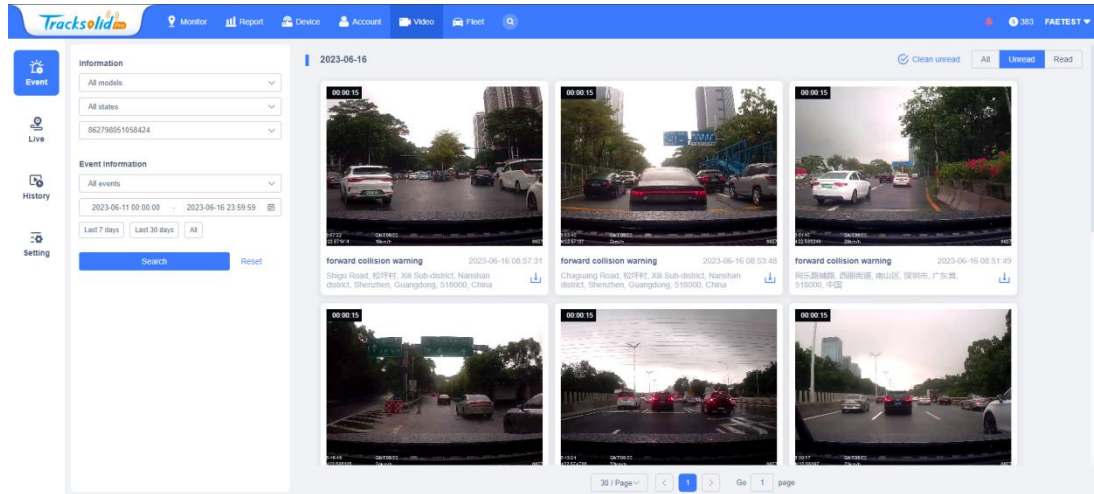 Tracksolid Pro
Monitor
Report
Device
Account
Video
Fleet
383
FAETEST
Event
Live
History
Setting
Information
All models
All states
862798051058424
Event Information
All events
2023-06-11 00:00:00 - 2023-06-16 23:59:59
Last 7 days
Last 30 days
All
Search
Reset
2023-06-16
Clean unread
All
Unread
Read
00:00:15
forward collision warning 2023-06-16 08:57:31
Shigu Road, 松坪村, Xili Sub-district, Nanshan
district, Shenzhen, Guangdong, 518000, China
00:00:15
forward collision warning 2023-06-16 08:53:48
Chaguang Road, 松坪村, Xili Sub-district, Nanshan
district, Shenzhen, Guangdong, 518000, China
00:00:15
forward collision warning 2023-06-16 08:51:49
同乐路辅路, 西丽街道, 南山区, 深圳市, 广东省,
518000, 中国
00:00:15
00:00:15
00:00:15
30 / Page
1
Go 1 page